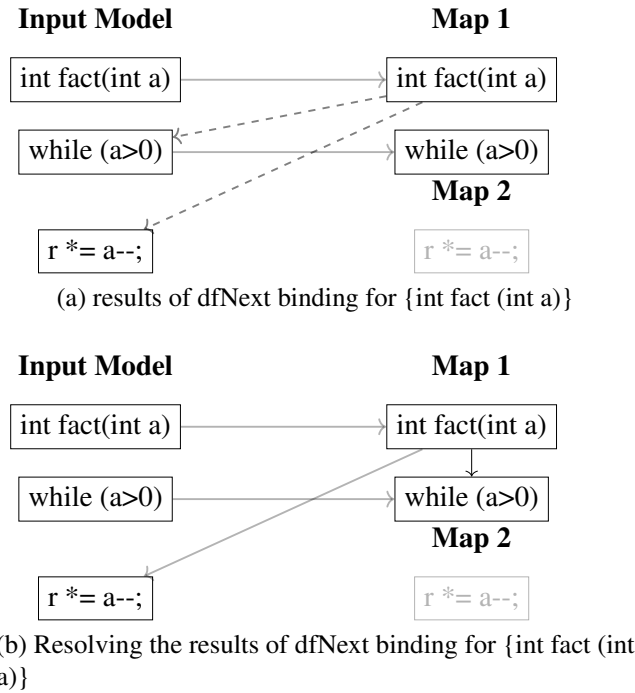 Input Model Map 1
int fact(int a) int fact(int a)
while (a>0) while (a>0)
Map 2
r *= a--; r *= a--;
(a) results of dfNext binding for {int fact (int a)}
Input Model Map 1
int fact(int a) int fact(int a)
while (a>0) while (a>0)
Map 2
r *= a--; r *= a--;
(b) Resolving the results of dfNext binding for {int fact (int
a)}